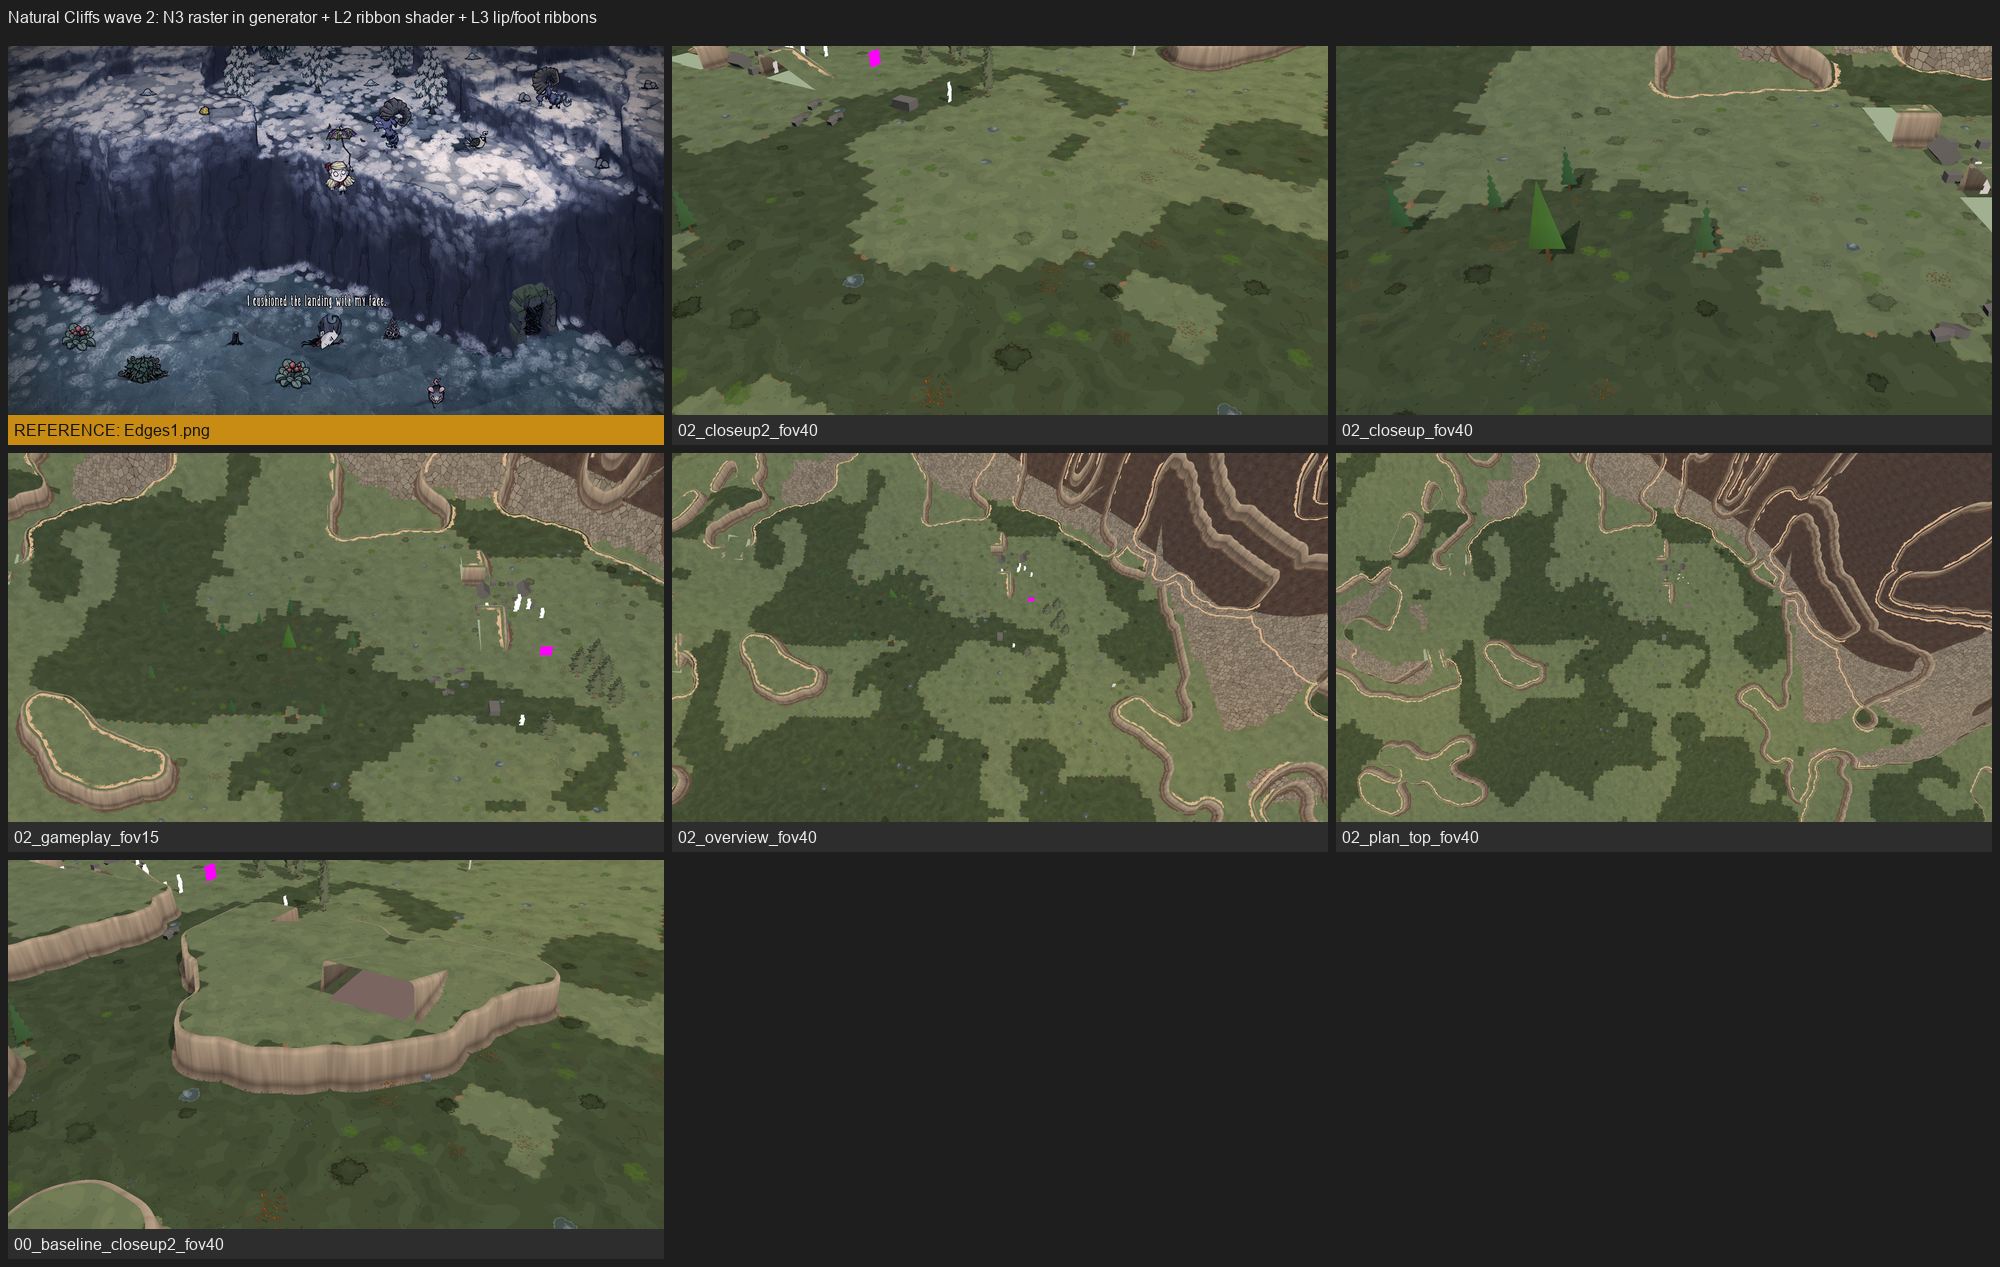 Natural Cliffs wave 2: N3 raster in generator + L2 ribbon shader + L3 lip/foot ribbons
I cushioned the landing with my face.
REFERENCE: Edges1.png
02_closeup2_fov40
02_closeup_fov40
02_gameplay_fov15
02_overview_fov40
02_plan_top_fov40
00_baseline_closeup2_fov40